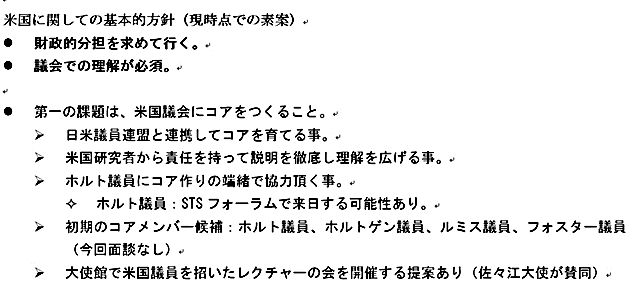 米国に関しての基本的方針（現時点での素案）
● 財政的分担を求めて行く。
● 議会での理解が必須。
● 第一の課題は、米国議会にコアをつくること。
➢ 日米議員連盟と連携してコアを育てる事。
➢ 米国研究者から責任を持って説明を徹底し理解を広げる事。
➢ ホルト議員にコア作りの端緒で協力頂く事。
✧ ホルト議員：STS フォーラムで来日する可能性あり。
➢ 初期のコアメンバー候補：ホルト議員、ホルトゲン議員、ルミス議員、フォスター議員
（今回面談なし）
➢ 大使館で米国議員を招いたレクチャーの会を開催する提案あり（佐々江大使が賛同）